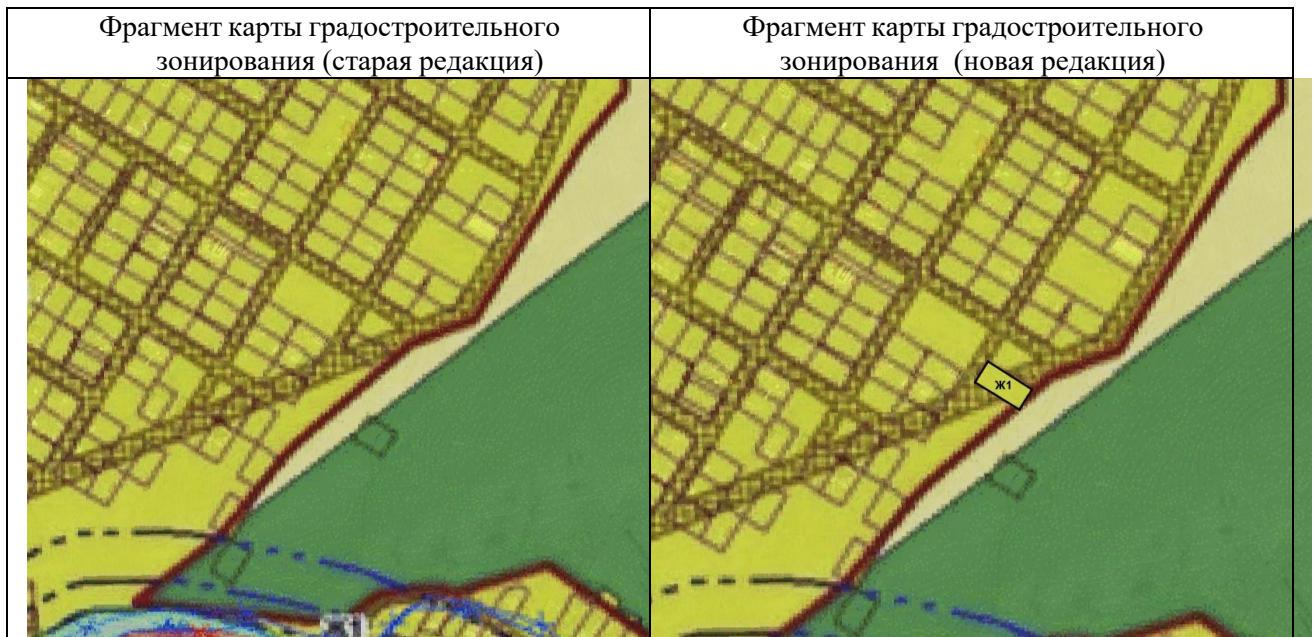 Фрагмент карты градостроительного
зонирования (старая редакция)
Фрагмент карты градостроительного
зонирования (новая редакция)
Ж1